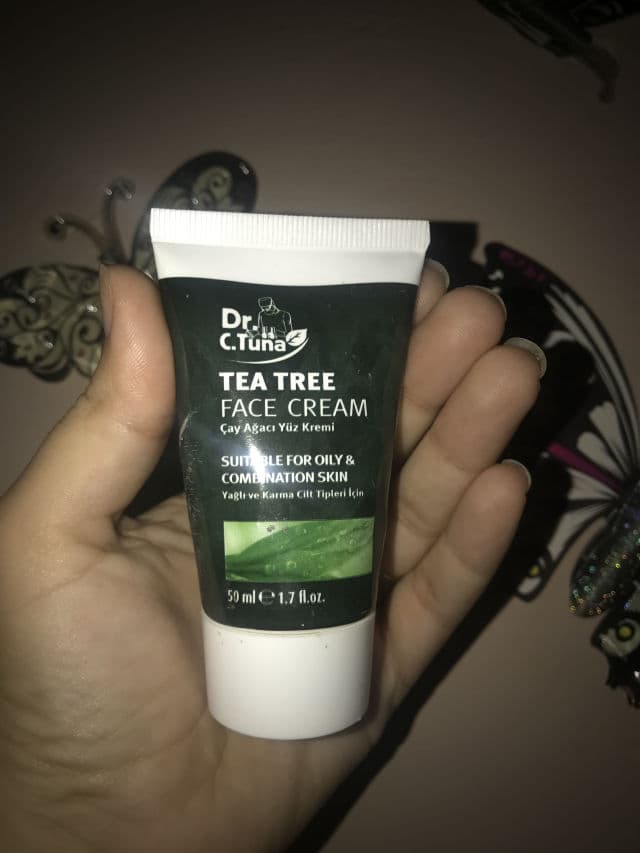 Dr.
C.Tuna
TEA TREE
FACE CREAM
Çay Ağacı Yüz Kremi
SUITABLE FOR OILY &
COMBINATION SKIN
Yağlı ve Karma Cilt Tipleri İçin
50 ml ℮ 1.7 fl.oz.